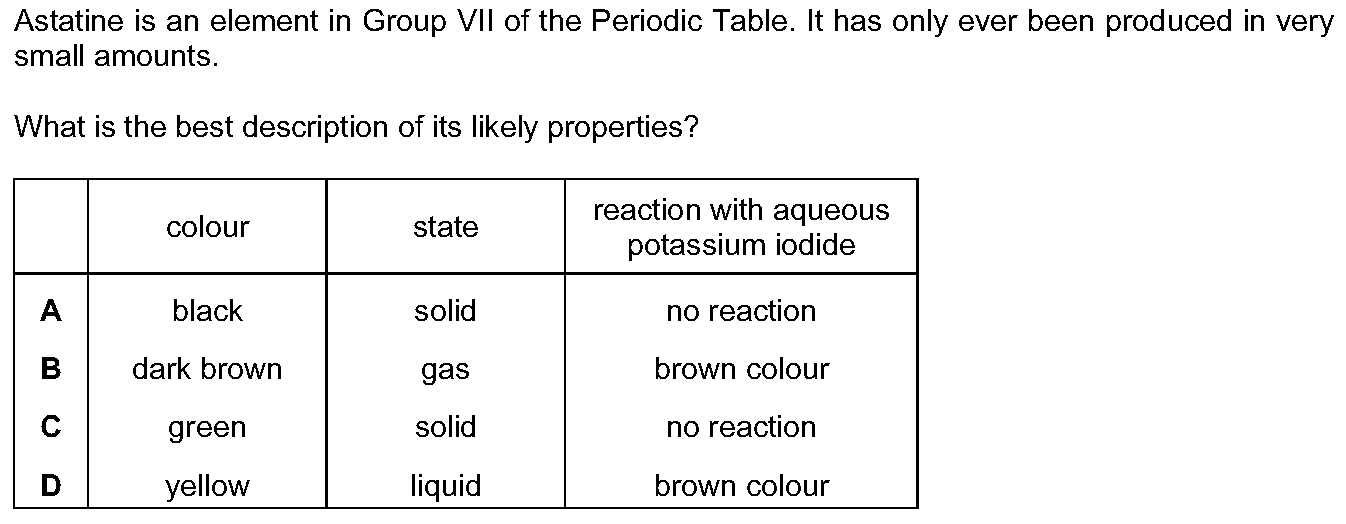 Astatine is an element in Group VII of the Periodic Table. It has only ever been produced in very
small amounts.
What is the best description of its likely properties?
colour state reaction with aqueous
potassium iodide
A black solid no reaction
B dark brown gas brown colour
C green solid no reaction
D yellow liquid brown colour